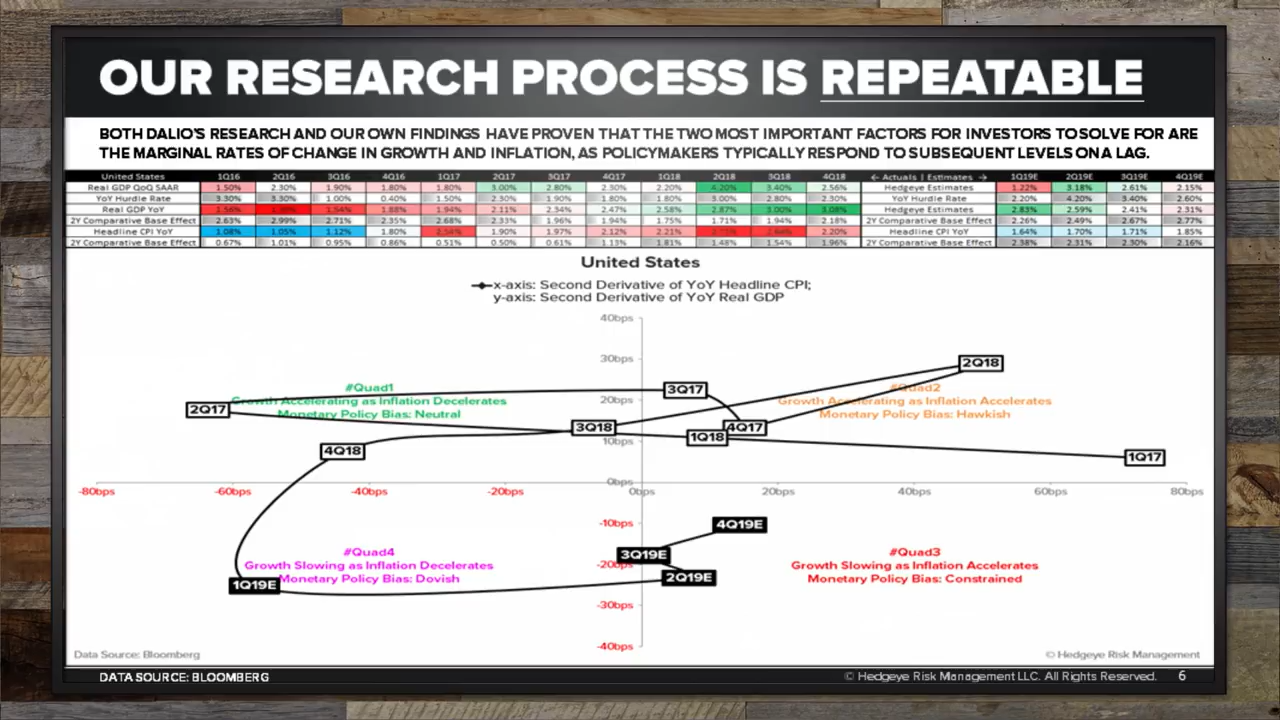 OUR RESEARCH PROCESS IS REPEATABLE
BOTH DALIO'S RESEARCH AND OUR OWN FINDINGS HAVE PROVEN THAT THE TWO MOST IMPORTANT FACTORS FOR INVESTORS TO SOLVE FOR ARE
THE MARGINAL RATES OF CHANGE IN GROWTH AND INFLATION, AS POLICYMAKERS TYPICALLY RESPOND TO SUBSEQUENT LEVELS ON A LAG.
United States 1Q16 2Q16 3Q16 4Q16 1Q17 2Q17 3Q17 4Q17 1Q18 2Q18 3Q18 4Q18 ← Actuals | Estimates → 1Q19E 2Q19E 3Q19E 4Q19E
Real GDP QoQ SAAR 1.50% 2.30% 1.90% 1.80% 1.80% 3.00% 2.80% 2.30% 2.20% 4.20% 3.40% 2.56% Hedgeye Estimates 1.22% 3.18% 2.61% 2.15%
YoY Hurdle Rate 3.30% 3.30% 1.00% 0.40% 1.50% 2.30% 1.90% 1.80% 1.80% 3.00% 2.80% 2.30% YoY Hurdle Rate 2.20% 4.20% 3.40% 2.60%
Real GDP YoY 1.56% 1.54% 1.88% 1.94% 2.11% 2.34% 2.47% 2.58% 2.87% 3.00% 3.08% Hedgeye Estimates 2.83% 2.59% 2.41% 2.31%
2Y Comparative Base Effect 2.63% 2.99% 2.71% 2.35% 2.68% 2.33% 1.96% 1.94% 1.75% 1.71% 1.94% 2.18% 2Y Comparative Base Effect 2.26% 2.49% 2.67% 2.77%
Headline CPI YoY 1.08% 1.05% 1.12% 1.80% 2.54% 1.90% 1.97% 2.12% 2.21% 2.20% Headline CPI YoY 1.64% 1.70% 1.71% 1.85%
2Y Comparative Base Effect 0.67% 1.01% 0.95% 0.86% 0.51% 0.50% 0.61% 1.13% 1.81% 1.48% 1.54% 1.96% 2Y Comparative Base Effect 2.38% 2.31% 2.30% 2.16%
United States
x-axis: Second Derivative of YoY Headline CPI;
y-axis: Second Derivative of YoY Real GDP
40bps
30bps
2Q18
#Quad1
3Q17
#Quad2
Growth Accelerating as Inflation Decelerates
20bps
Growth Accelerating as Inflation Accelerates
2Q17
Monetary Policy Bias: Neutral
Monetary Policy Bias: Hawkish
3Q18
4Q17
1Q18
10bps
4Q18
1Q17
0bps
-80bps -60bps -40bps -20bps 0bps 20bps 40bps 60bps 80bps
-10bps
4Q19E
#Quad4
3Q19E
#Quad3
Growth Slowing as Inflation Decelerates
-20bps
Growth Slowing as Inflation Accelerates
1Q19E
Monetary Policy Bias: Dovish
2Q19E
Monetary Policy Bias: Constrained
-30bps
-40bps
Data Source: Bloomberg
© Hedgeye Risk Management
DATA SOURCE: BLOOMBERG
© Hedgeye Risk Management LLC. All Rights Reserved. 6